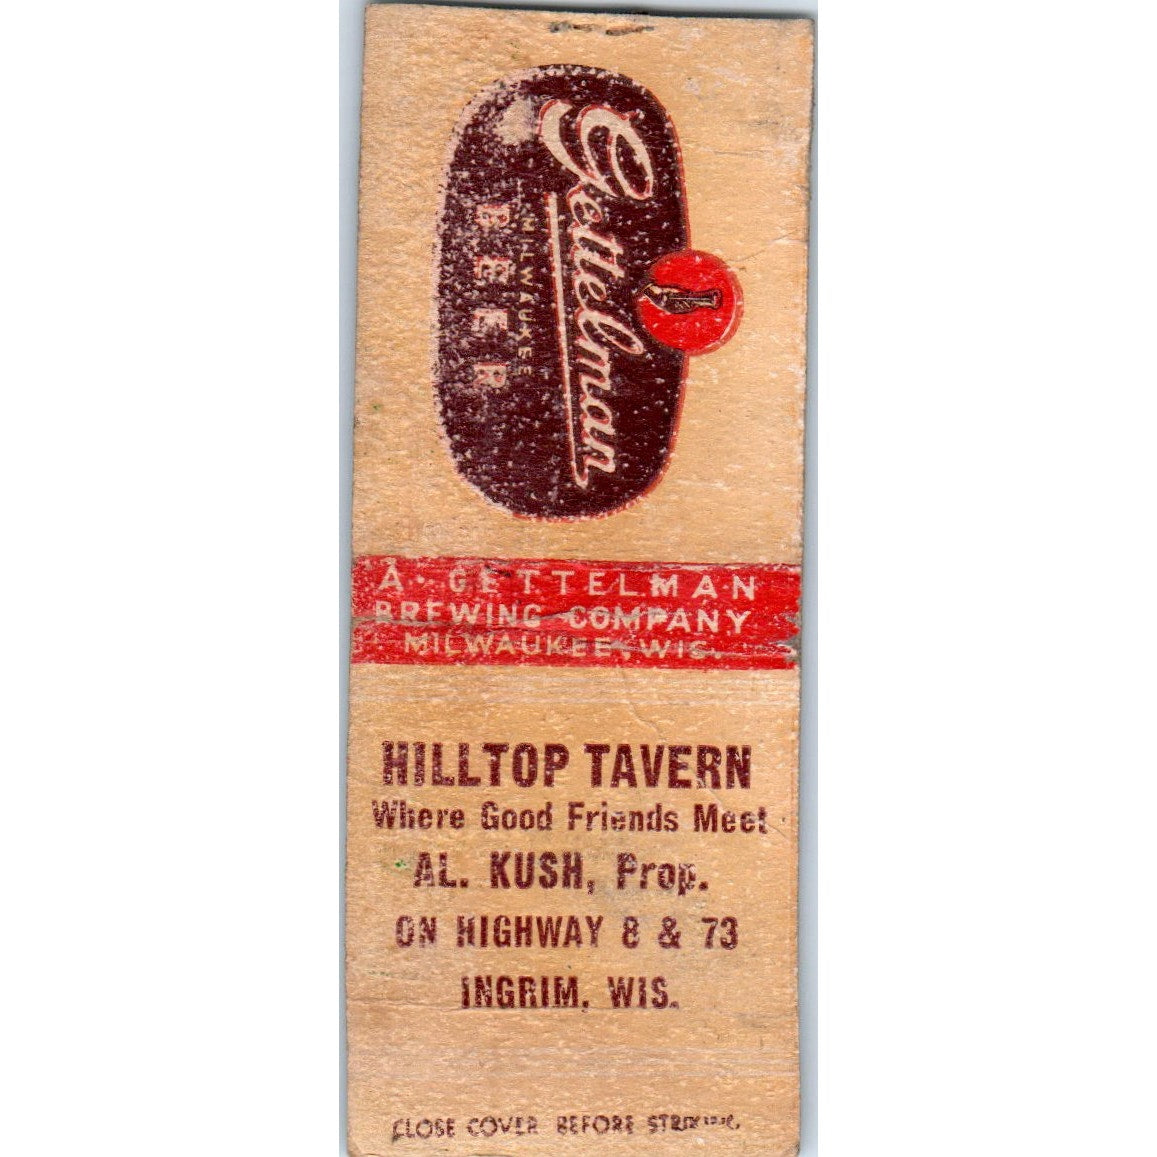 Gettelman
MILWAUKEE
BEER
A·GETTELMAN
BREWING COMPANY
MILWAUKEE, WIS.
HILLTOP TAVERN
Where Good Friends Meet
AL. KUSH, Prop.
ON HIGHWAY 8 & 73
INGRIM, WIS.
CLOSE COVER BEFORE STRIKING